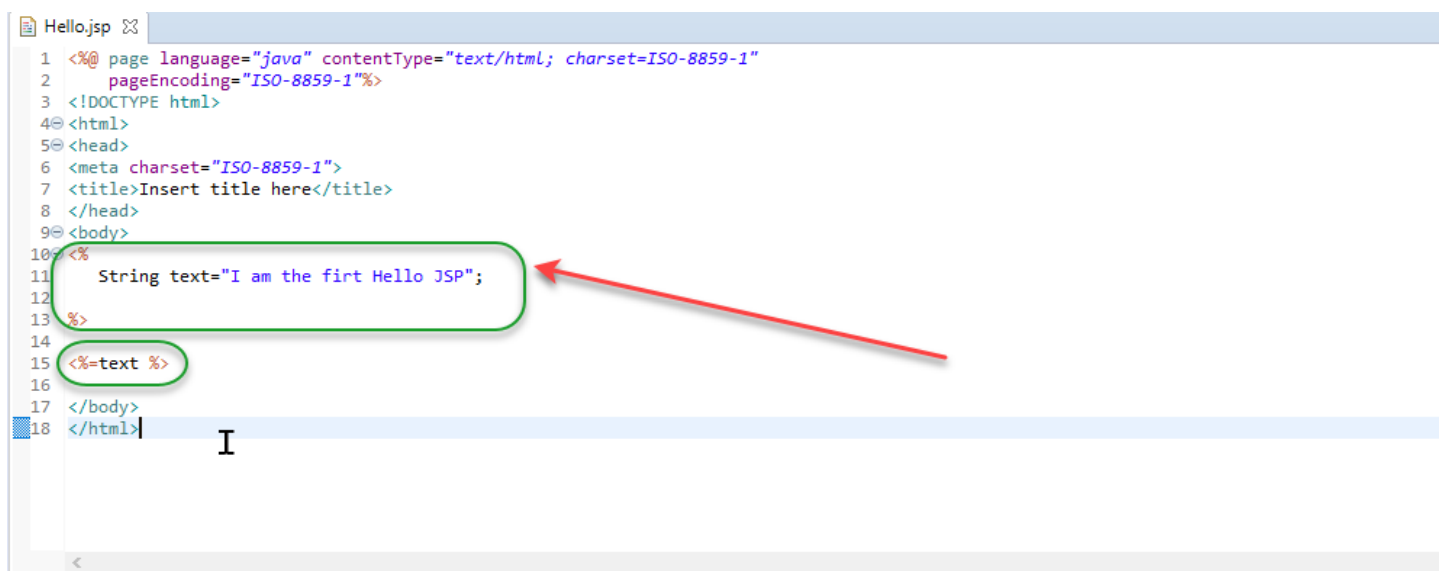 Hello.jsp
1 <%@ page language="java" contentType="text/html; charset=ISO-8859-1"
2 pageEncoding="ISO-8859-1"%>
3 <!DOCTYPE html>
4 <html>
5 <head>
6 <meta charset="ISO-8859-1">
7 <title>Insert title here</title>
8 </head>
9 <body>
10 <%
11 String text="I am the firt Hello JSP";
12
13 %>
14
15 <%=text %>
16
17 </body>
18 </html>